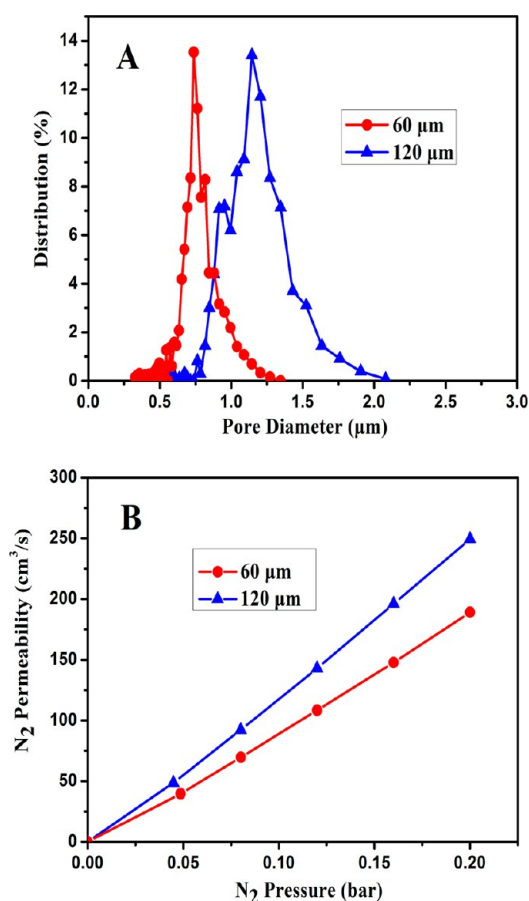 A
14
12
10
8
6
4
2
0
Distribution (%)
60 µm
120 µm
0.0 0.5 1.0 1.5 2.0 2.5 3.0
Pore Diameter (µm)
B
300
250
200
150
100
50
0
N₂ Permeability (cm³/s)
60 µm
120 µm
0.00 0.05 0.10 0.15 0.20
N₂ Pressure (bar)